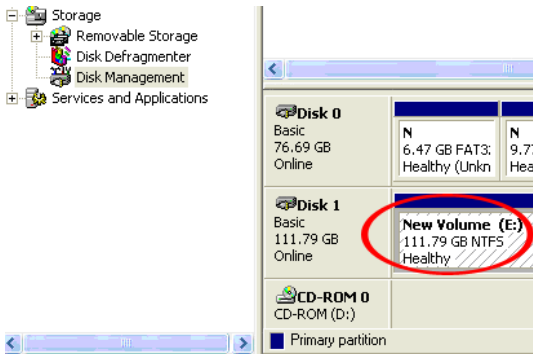 Storage
Removable Storage
Disk Defragmenter
Disk Management
Services and Applications
Disk 0
Basic
76.69 GB
Online
N
6.47 GB FAT3
Healthy (Unkn
N
9.77
Hea
Disk 1
Basic
111.79 GB
Online
New Volume (E:)
111.79 GB NTFS
Healthy
CD-ROM 0
CD-ROM (D:)
Primary partition